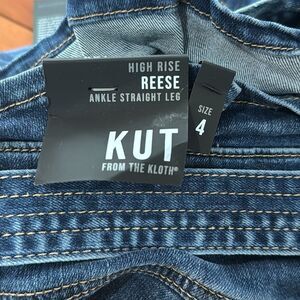 HIGH RISE
REESE
ANKLE STRAIGHT LEG
KUT
FROM THE KLOTH®
SIZE
4